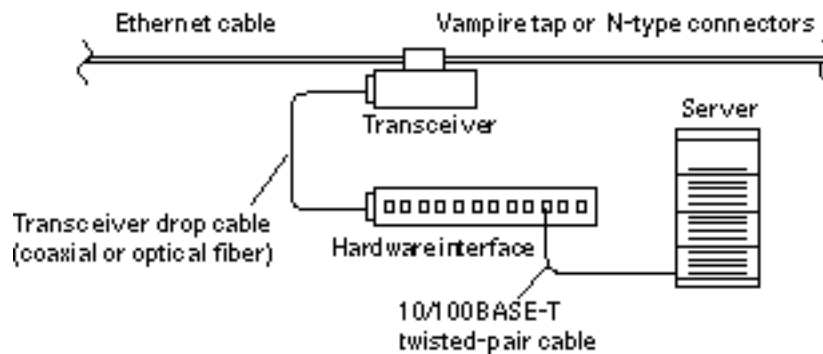 Ethernet cable
Vampire tap or N-type connectors
Transceiver
Server
Transceiver drop cable
(coaxial or optical fiber)
Hardware interface
10/100BASE-T
twisted-pair cable